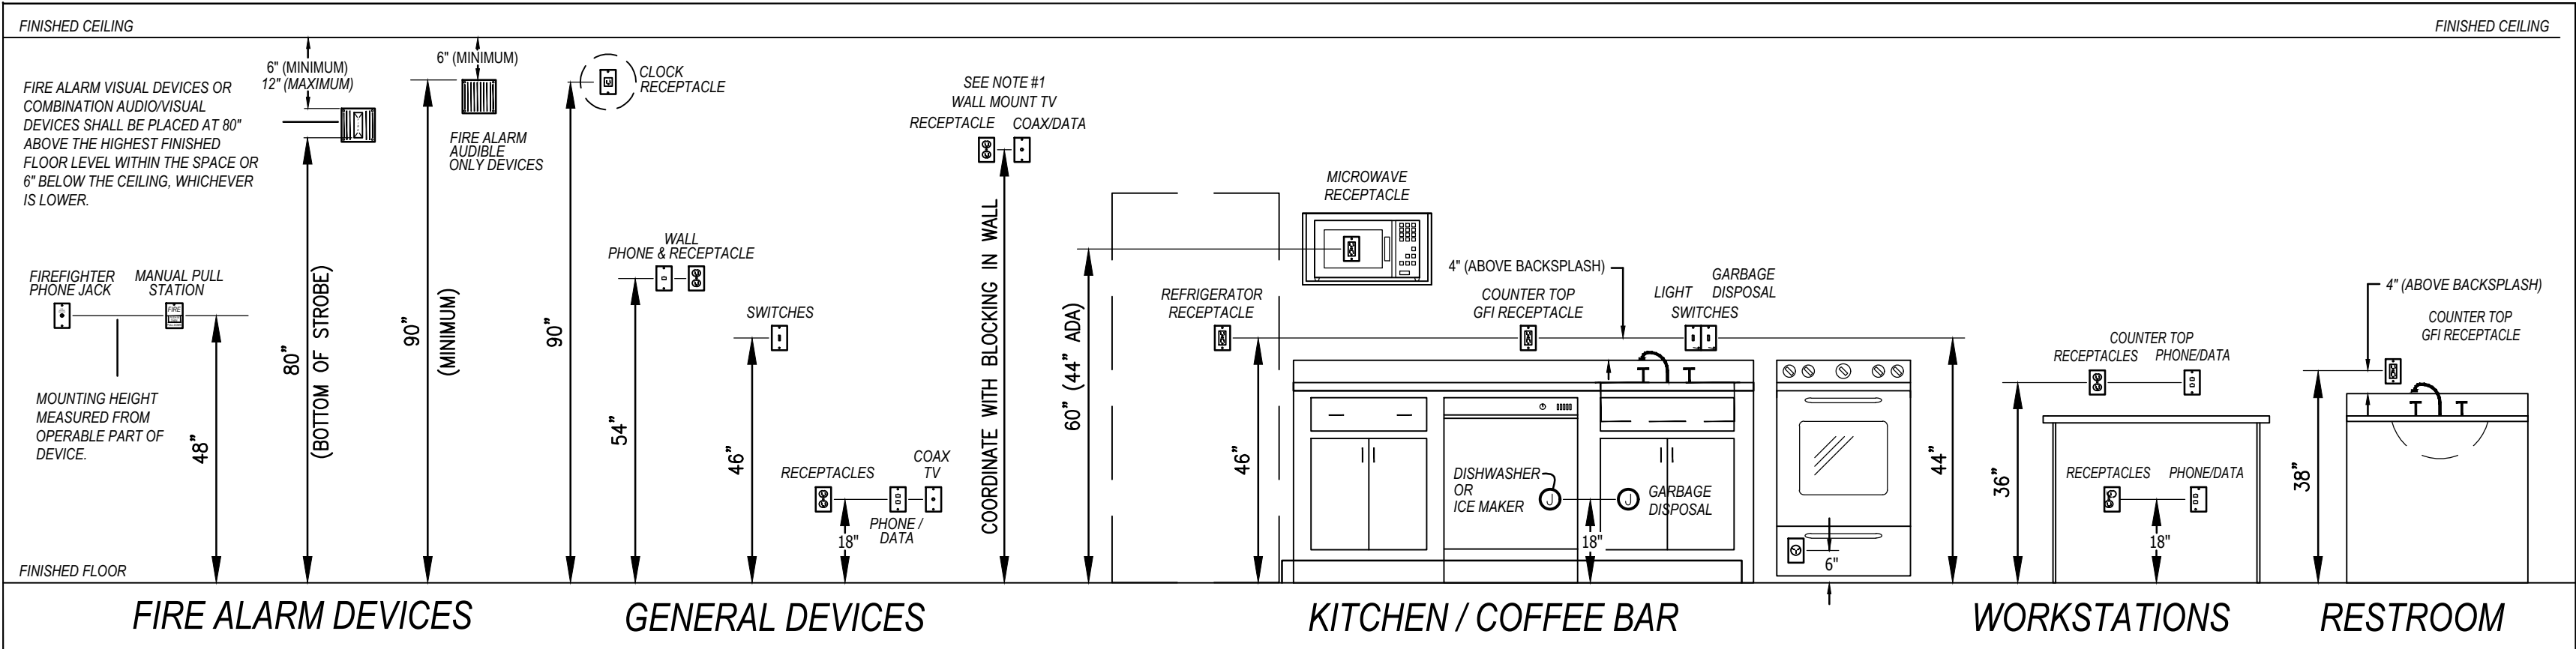 FINISHED CEILING
FINISHED CEILING
6" (MINIMUM)
12" (MAXIMUM)
6" (MINIMUM)
FIRE ALARM VISUAL DEVICES OR
COMBINATION AUDIO/VISUAL
DEVICES SHALL BE PLACED AT 80"
ABOVE THE HIGHEST FINISHED
FLOOR LEVEL WITHIN THE SPACE OR
6" BELOW THE CEILING, WHICHEVER
IS LOWER.
FIRE ALARM
AUDIBLE
ONLY DEVICES
FIREFIGHTER
PHONE JACK
MANUAL PULL
STATION
FIRE
MOUNTING HEIGHT
MEASURED FROM
OPERABLE PART OF
DEVICE.
48"
80"
(BOTTOM OF STROBE)
90"
(MINIMUM)
CLOCK
RECEPTACLE
90"
WALL
PHONE & RECEPTACLE
54"
SWITCHES
46"
RECEPTACLES
COAX
TV
PHONE /
DATA
18"
SEE NOTE #1
WALL MOUNT TV
RECEPTACLE
COAX/DATA
COORDINATE WITH BLOCKING IN WALL
60" (44" ADA)
MICROWAVE
RECEPTACLE
REFRIGERATOR
RECEPTACLE
46"
4" (ABOVE BACKSPLASH)
COUNTER TOP
GFI RECEPTACLE
LIGHT
GARBAGE
DISPOSAL
SWITCHES
DISHWASHER
OR
ICE MAKER
J
J
GARBAGE
DISPOSAL
18"
6"
44"
COUNTER TOP
RECEPTACLES
PHONE/DATA
36"
RECEPTACLES
PHONE/DATA
18"
4" (ABOVE BACKSPLASH)
COUNTER TOP
GFI RECEPTACLE
38"
FINISHED FLOOR
FIRE ALARM DEVICES
GENERAL DEVICES
KITCHEN / COFFEE BAR
WORKSTATIONS
RESTROOM